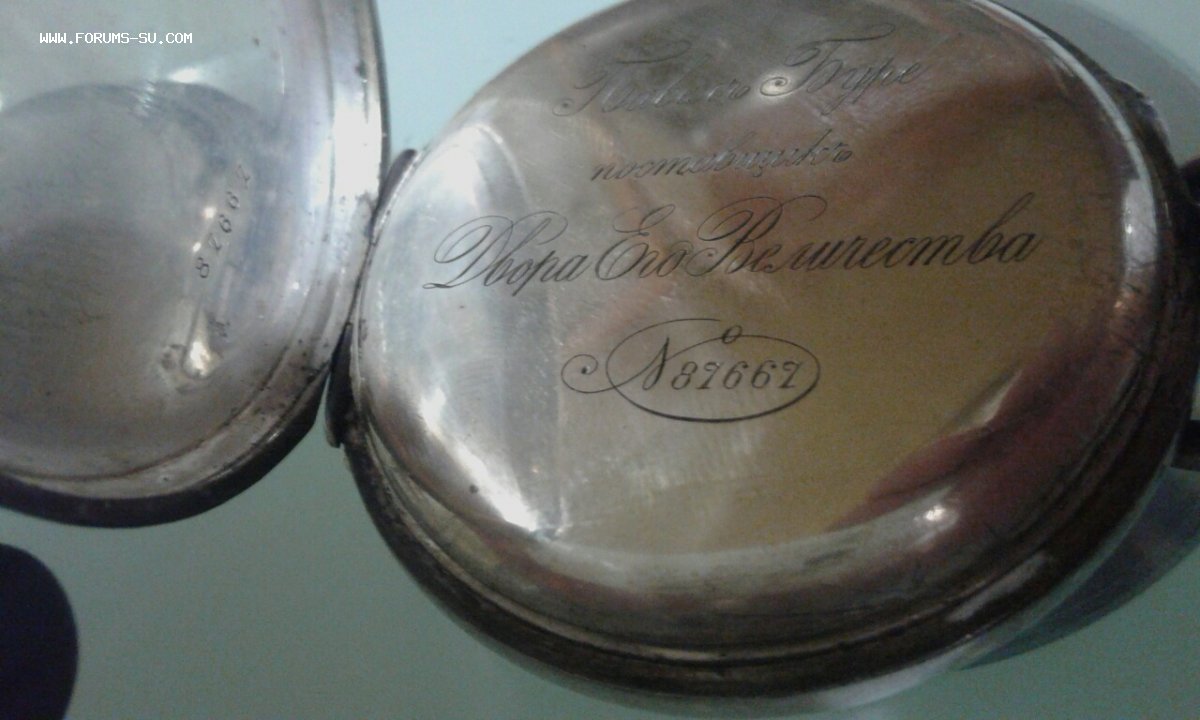 WWW.FORUMS-SU.COM
Павелъ Буре
поставщикъ
Двора Его Величества
№ 87667
87667